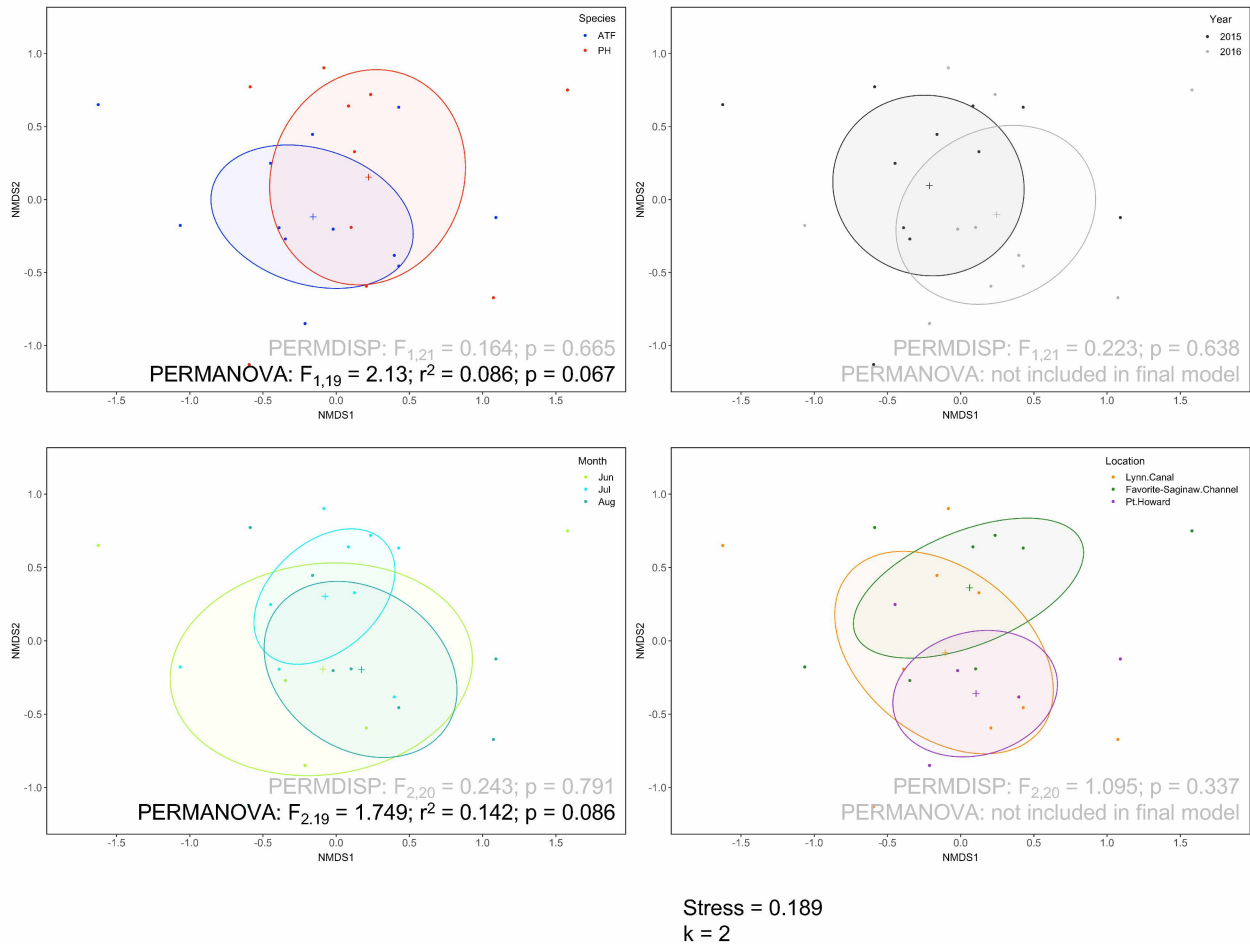 Species
ATF
PH
1.0
0.5
0.0
-0.5
-1.0
NMDS2
PERMDISP: F1,21 = 0.164; p = 0.665
PERMANOVA: F1,19 = 2.13; r² = 0.086; p = 0.067
-1.5 -1.0 -0.5 0.0 0.5 1.0 1.5
NMDS1
Year
2015
2016
1.0
0.5
0.0
-0.5
-1.0
NMDS2
PERMDISP: F1,21 = 0.223; p = 0.638
PERMANOVA: not included in final model
-1.5 -1.0 -0.5 0.0 0.5 1.0 1.5
NMDS1
Month
Jun
Jul
Aug
1.0
0.5
0.0
-0.5
-1.0
NMDS2
PERMDISP: F2,20 = 0.243; p = 0.791
PERMANOVA: F2.19 = 1.749; r² = 0.142; p = 0.086
-1.5 -1.0 -0.5 0.0 0.5 1.0 1.5
NMDS1
Location
Lynn.Canal
Favorite-Saginaw.Channel
Pt.Howard
1.0
0.5
0.0
-0.5
-1.0
NMDS2
PERMDISP: F2,20 = 1.095; p = 0.337
PERMANOVA: not included in final model
-1.5 -1.0 -0.5 0.0 0.5 1.0 1.5
NMDS1
Stress = 0.189
k = 2